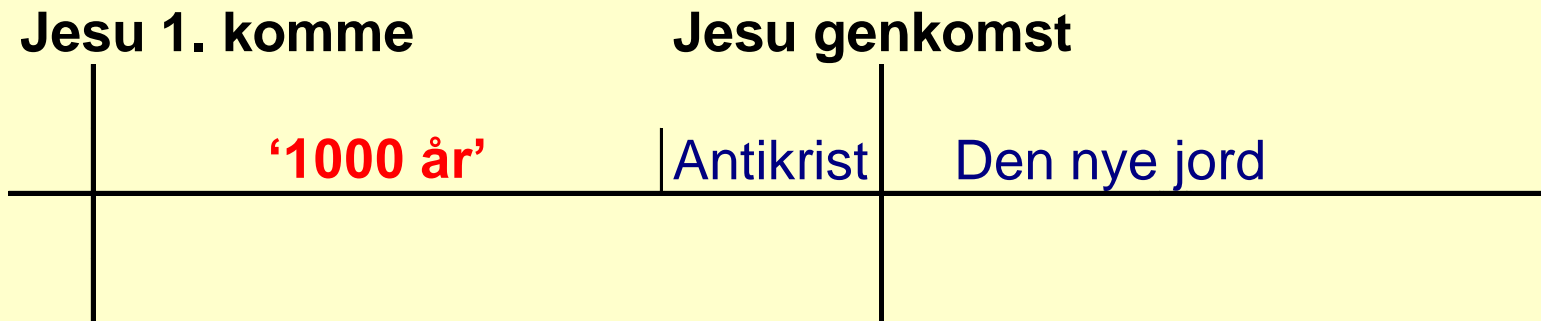 Jesu 1. komme Jesu genkomst
‘1000 år’ Antikrist Den nye jord